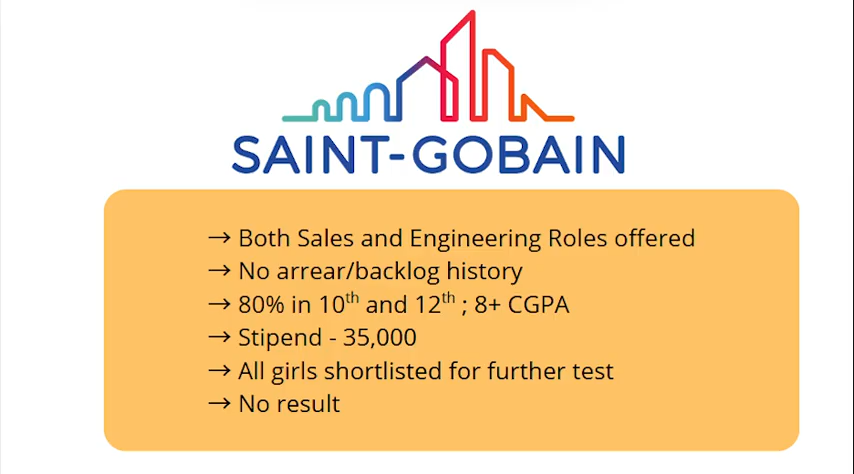 SAINT-GOBAIN
→ Both Sales and Engineering Roles offered
→ No arrear/backlog history
→ 80% in 10th and 12th ; 8+ CGPA
→ Stipend - 35,000
→ All girls shortlisted for further test
→ No result